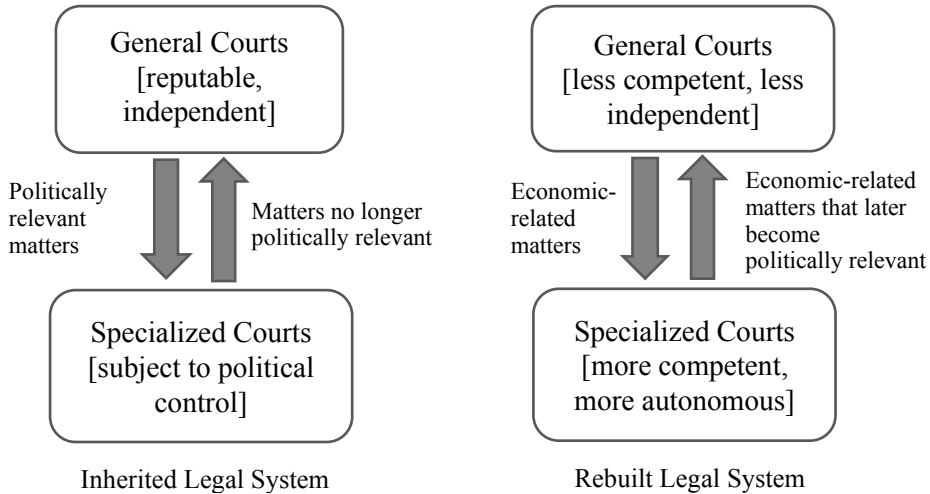 General Courts
[reputable,
independent]
Politically
relevant
matters
Matters no longer
politically relevant
Specialized Courts
[subject to political
control]
Inherited Legal System
General Courts
[less competent, less
independent]
Economic-
related
matters
Economic-related
matters that later
become
politically relevant
Specialized Courts
[more competent,
more autonomous]
Rebuilt Legal System